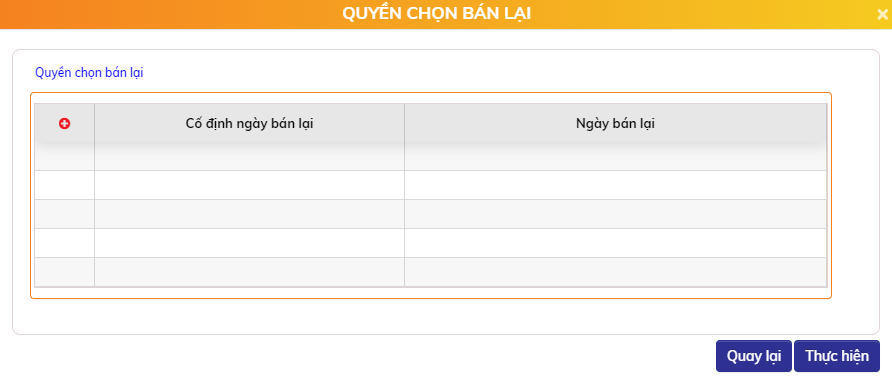 QUYỀN CHỌN BÁN LẠI
Quyền chọn bán lại
Cố định ngày bán lại
Ngày bán lại
Quay lại
Thực hiện